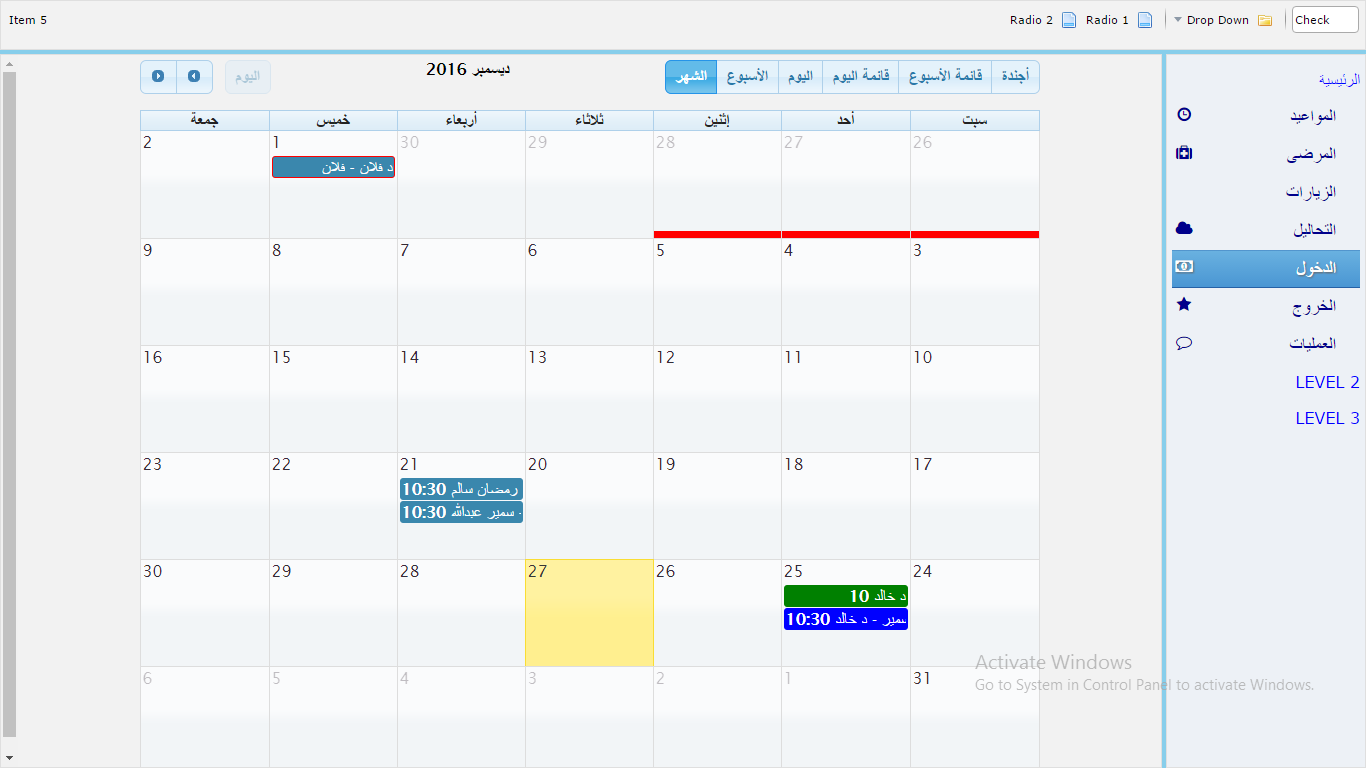 Item 5
Radio 2 Radio 1 Drop Down Check
الشهر الأسبوع اليوم قائمة اليوم قائمة الأسبوع أجندة
ديسمبر 2016
اليوم
الرئيسية
المواعيد
المرضى
الزيارات
التحاليل
الدخول
الخروج
العمليات
LEVEL 2
LEVEL 3
سبت أحد إثنين ثلاثاء أربعاء خميس جمعة
26 27 28 29 30 1 2
د فلان - فلان
3 4 5 6 7 8 9
10 11 12 13 14 15 16
17 18 19 20 21 22 23
10:30 رمضان سالم
10:30 سمير عبدالله -
24 25 26 27 28 29 30
10 د خالد
10:30 سمير - د خالد
31 1 2 3 4 5 6
Activate Windows
Go to System in Control Panel to activate Windows.